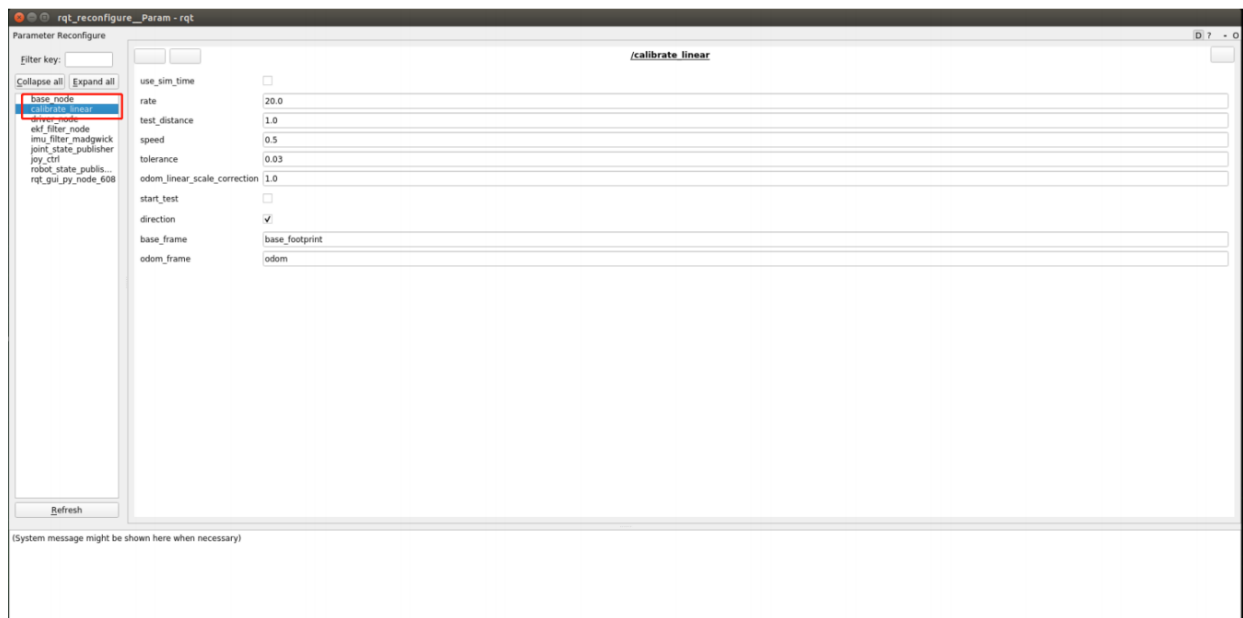 rqt_reconfigure__Param - rqt
Parameter Reconfigure
D ? - O
Filter key:
/calibrate_linear
Collapse all Expand all
use_sim_time
base_node
calibrate_linear
rate 20.0
driver_node
test_distance 1.0
ekf_filter_node
imu_filter_madgwick
speed 0.5
joint_state_publisher
joy_ctrl
tolerance 0.03
robot_state_publis...
rqt_gui_py_node_608
odom_linear_scale_correction 1.0
start_test
direction
base_frame base_footprint
odom_frame odom
Refresh
(System message might be shown here when necessary)